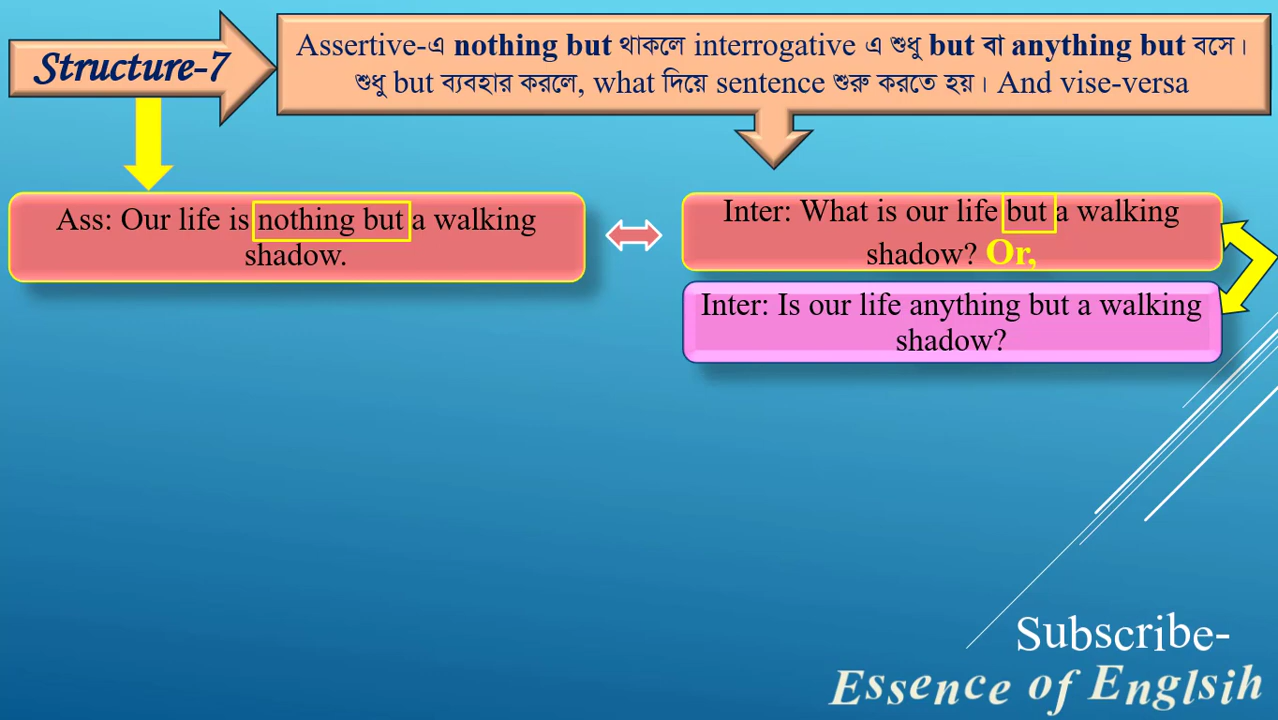 Structure-7
Assertive-এ nothing but থাকলে interrogative এ শুধু but বা anything but বসে।
শুধু but ব্যবহার করলে, what দিয়ে sentence শুরু করতে হয়। And vise-versa
Ass: Our life is nothing but a walking
shadow.
Inter: What is our life but a walking
shadow? Or,
Inter: Is our life anything but a walking
shadow?
Subscribe-
Essence of Englsih